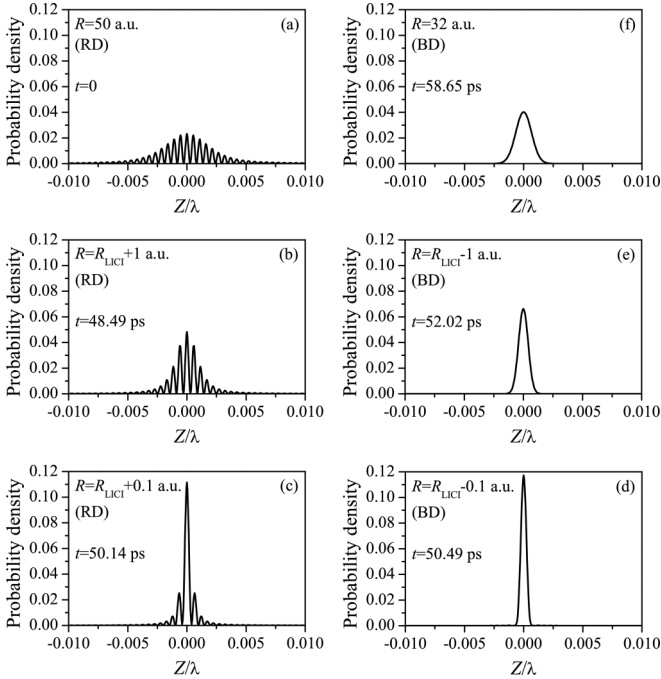 0.12
0.10
0.08
0.06
0.04
0.02
0.00
Probability density
R=50 a.u.
(RD)
t=0
(a)
-0.010 -0.005 0.000 0.005 0.010
Z/λ
0.12
0.10
0.08
0.06
0.04
0.02
0.00
Probability density
R=32 a.u.
(BD)
t=58.65 ps
(f)
-0.010 -0.005 0.000 0.005 0.010
Z/λ
0.12
0.10
0.08
0.06
0.04
0.02
0.00
Probability density
R=R_LICI+1 a.u.
(RD)
t=48.49 ps
(b)
-0.010 -0.005 0.000 0.005 0.010
Z/λ
0.12
0.10
0.08
0.06
0.04
0.02
0.00
Probability density
R=R_LICI-1 a.u.
(BD)
t=52.02 ps
(e)
-0.010 -0.005 0.000 0.005 0.010
Z/λ
0.12
0.10
0.08
0.06
0.04
0.02
0.00
Probability density
R=R_LICI+0.1 a.u.
(RD)
t=50.14 ps
(c)
-0.010 -0.005 0.000 0.005 0.010
Z/λ
0.12
0.10
0.08
0.06
0.04
0.02
0.00
Probability density
R=R_LICI-0.1 a.u.
(BD)
t=50.49 ps
(d)
-0.010 -0.005 0.000 0.005 0.010
Z/λ